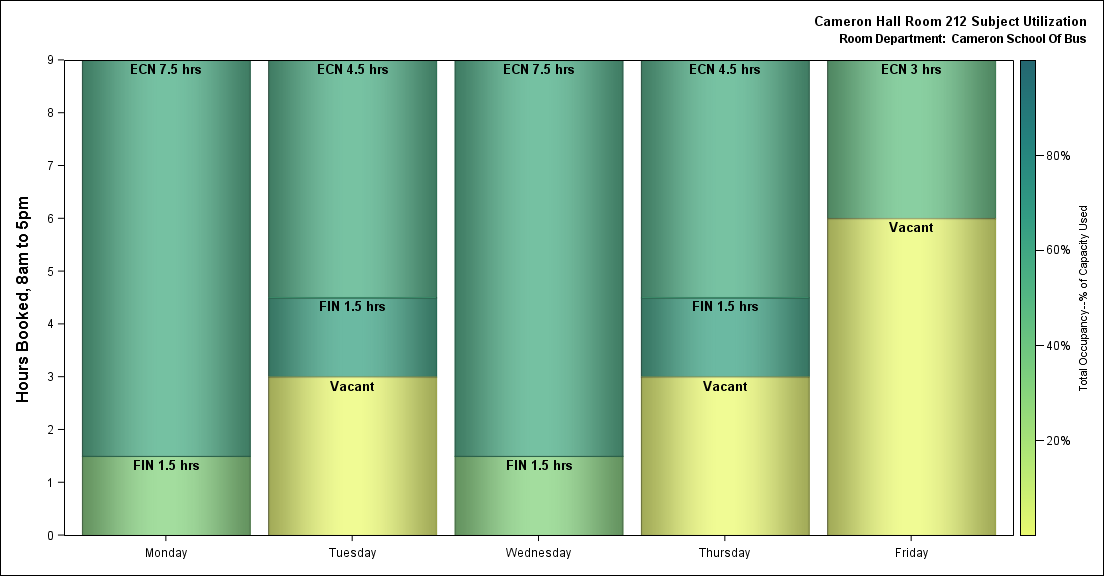 Cameron Hall Room 212 Subject Utilization
Room Department: Cameron School Of Bus
Hours Booked, 8am to 5pm
9
8
7
6
5
4
3
2
1
0
ECN 7.5 hrs
FIN 1.5 hrs
ECN 4.5 hrs
FIN 1.5 hrs
Vacant
ECN 7.5 hrs
FIN 1.5 hrs
ECN 4.5 hrs
FIN 1.5 hrs
Vacant
ECN 3 hrs
Vacant
Monday
Tuesday
Wednesday
Thursday
Friday
80%
60%
40%
20%
Total Occupancy--% of Capacity Used